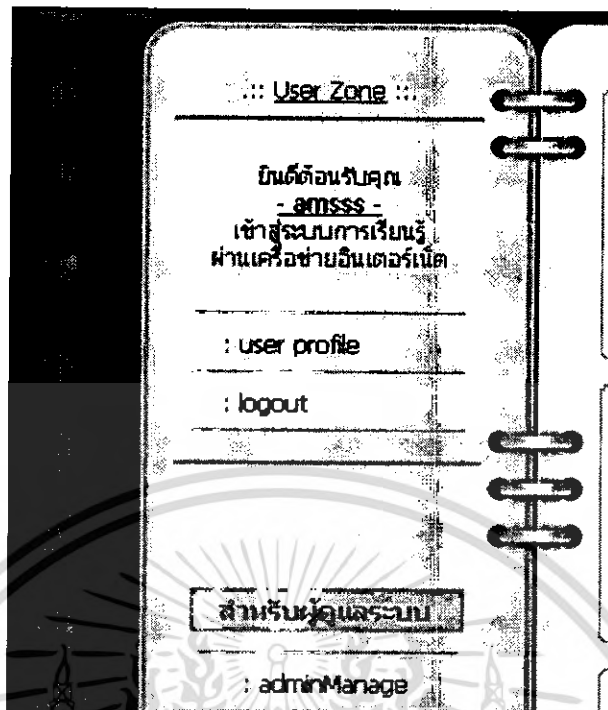 .:: User Zone ::.
ยินดีต้อนรับคุณ
- amsss -
เข้าสู่ระบบการเรียนรู้
ผ่านเครือข่ายอินเตอร์เน็ต
: user profile
: logout
สำหรับผู้ดูแลระบบ
: adminManage